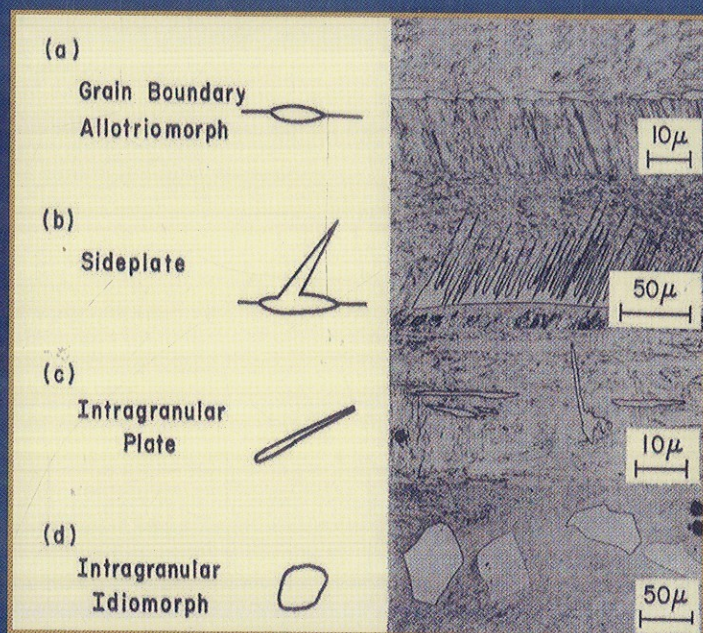 (a)
Grain Boundary
Allotriomorph
10μ
(b)
Sideplate
50μ
(c)
Intragranular
Plate
10μ
(d)
Intragranular
Idiomorph
50μ